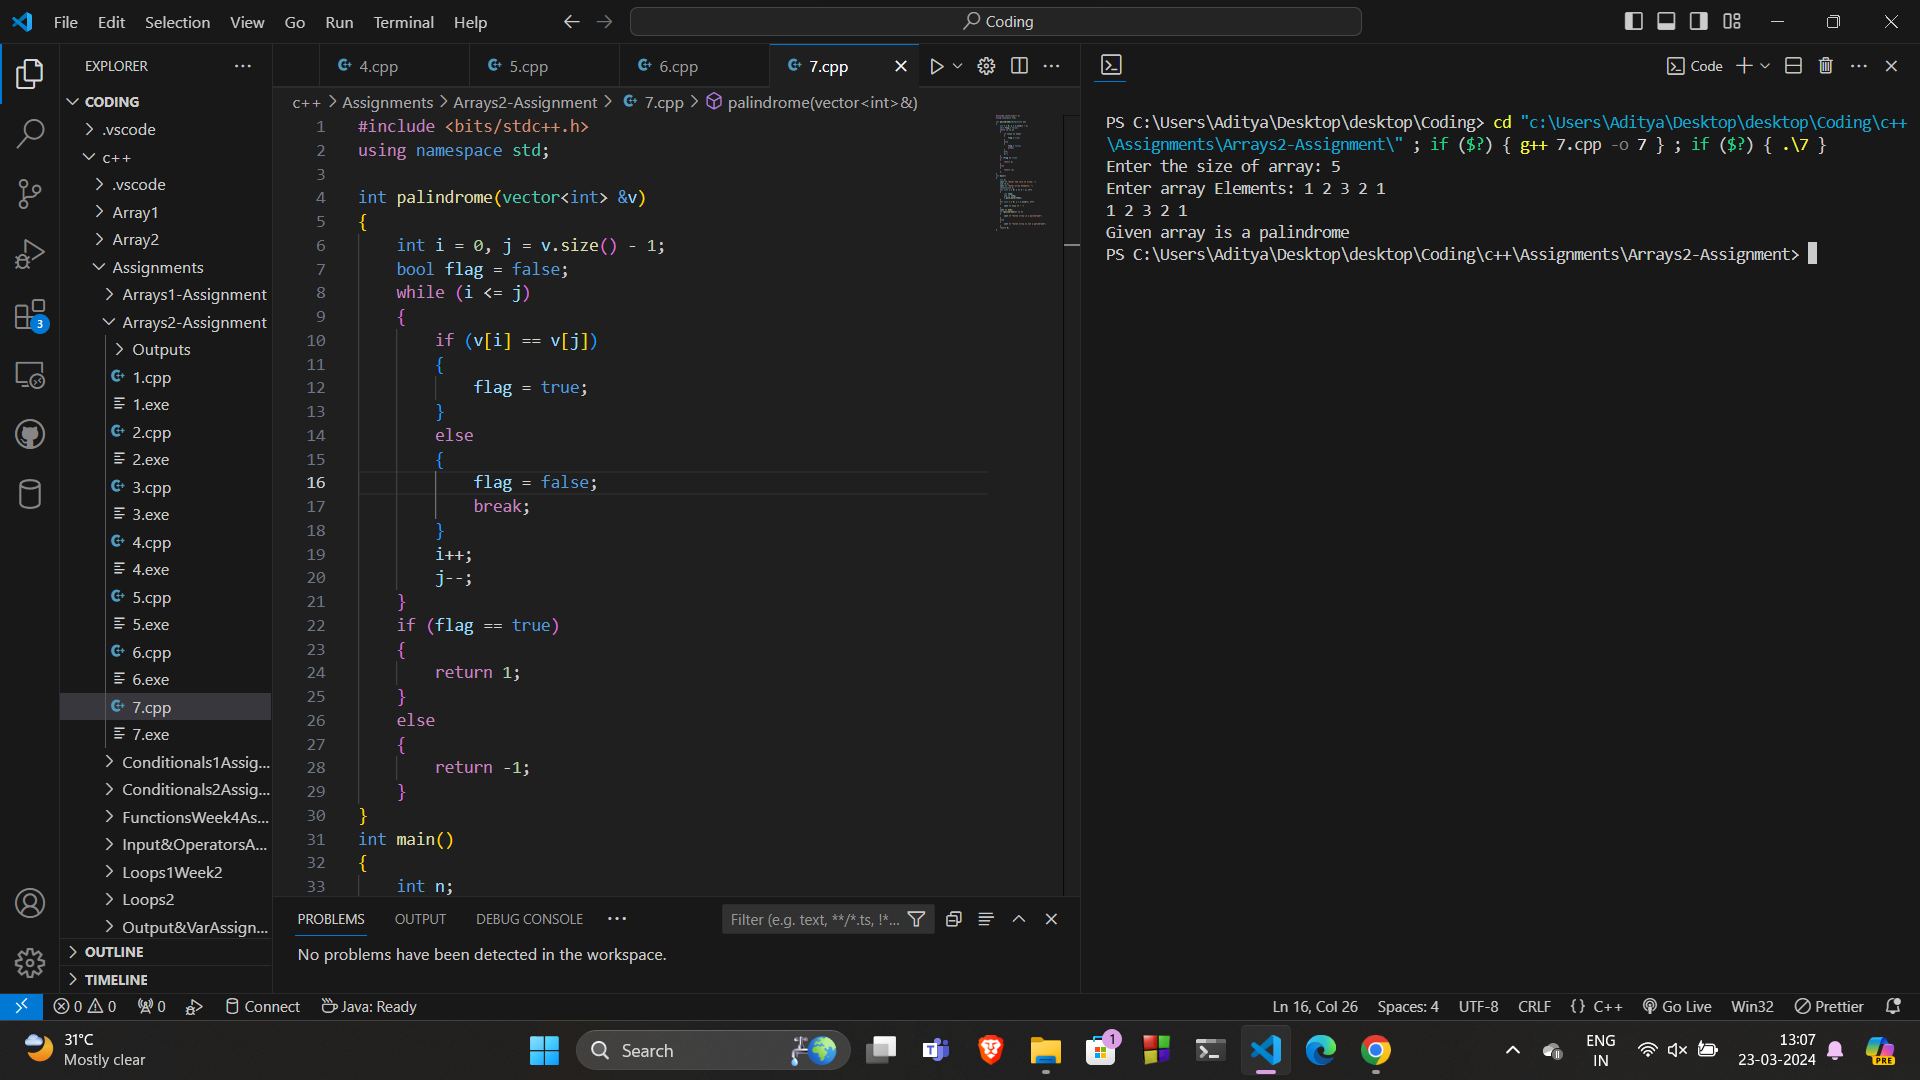 File Edit Selection View Go Run Terminal Help
Coding
EXPLORER
CODING
.vscode
c++
.vscode
Array1
Array2
Assignments
Arrays1-Assignment
Arrays2-Assignment
Outputs
1.cpp
1.exe
2.cpp
2.exe
3.cpp
3.exe
4.cpp
4.exe
5.cpp
5.exe
6.cpp
6.exe
7.cpp
7.exe
Conditionals1Assig...
Conditionals2Assig...
FunctionsWeek4As...
Input&OperatorsA...
Loops1Week2
Loops2
Output&VarAssign...
OUTLINE
TIMELINE
3
4.cpp 5.cpp 6.cpp 7.cpp
c++ > Assignments > Arrays2-Assignment > 7.cpp > palindrome(vector<int>&)
1 #include <bits/stdc++.h>
2 using namespace std;
3
4 int palindrome(vector<int> &v)
5 {
6 int i = 0, j = v.size() - 1;
7 bool flag = false;
8 while (i <= j)
9 {
10 if (v[i] == v[j])
11 {
12 flag = true;
13 }
14 else
15 {
16 flag = false;
17 break;
18 }
19 i++;
20 j--;
21 }
22 if (flag == true)
23 {
24 return 1;
25 }
26 else
27 {
28 return -1;
29 }
30 }
31 int main()
32 {
33 int n;
PROBLEMS OUTPUT DEBUG CONSOLE
Filter (e.g. text, **/*.ts, !*...
No problems have been detected in the workspace.
Code
PS C:\Users\Aditya\Desktop\desktop\Coding> cd "c:\Users\Aditya\Desktop\desktop\Coding\c++
\Assignments\Arrays2-Assignment\" ; if ($?) { g++ 7.cpp -o 7 } ; if ($?) { .\7 }
Enter the size of array: 5
Enter array Elements: 1 2 3 2 1
1 2 3 2 1
Given array is a palindrome
PS C:\Users\Aditya\Desktop\desktop\Coding\c++\Assignments\Arrays2-Assignment>
0 0 0 Connect Java: Ready
Ln 16, Col 26 Spaces: 4 UTF-8 CRLF {} C++ Go Live Win32 Prettier
31°C
Mostly clear
Search
1
ENG
IN
13:07
23-03-2024
PRE